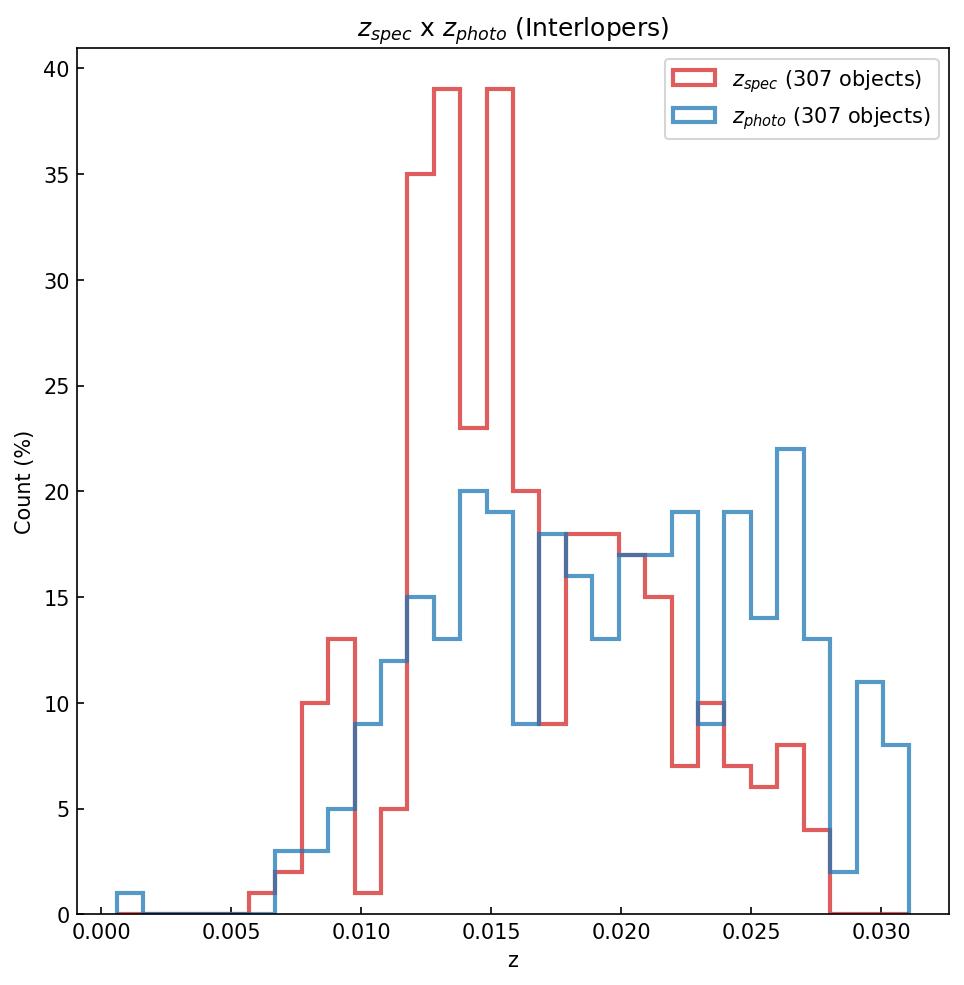 z_spec x z_photo (Interlopers)
z_spec (307 objects)
z_photo (307 objects)
40
35
30
25
20
15
10
5
0
Count (%)
0.000 0.005 0.010 0.015 0.020 0.025 0.030
z